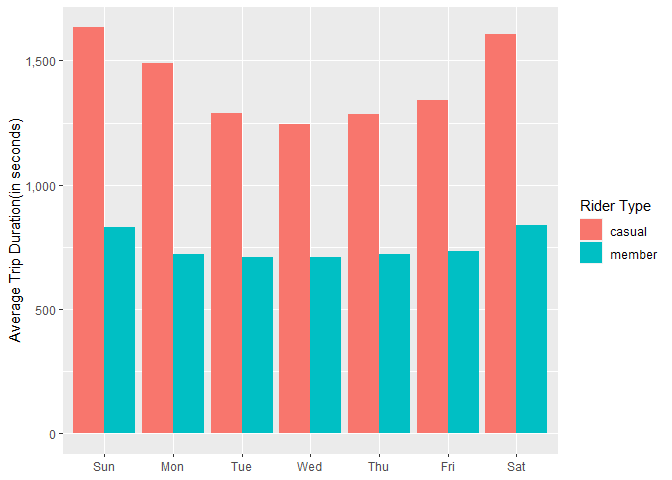 Average Trip Duration(in seconds)
1,500
1,000
500
0
Sun Mon Tue Wed Thu Fri Sat
Rider Type
casual
member